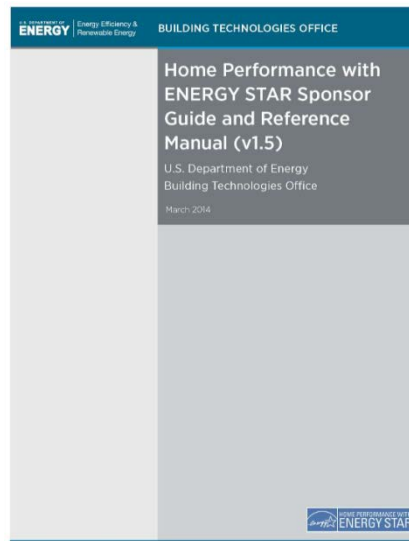 U.S. DEPARTMENT OF
ENERGY
Energy Efficiency &
Renewable Energy
BUILDING TECHNOLOGIES OFFICE
Home Performance with
ENERGY STAR Sponsor
Guide and Reference
Manual (v1.5)
U.S. Department of Energy
Building Technologies Office
March 2014
HOME PERFORMANCE WITH
ENERGY STAR